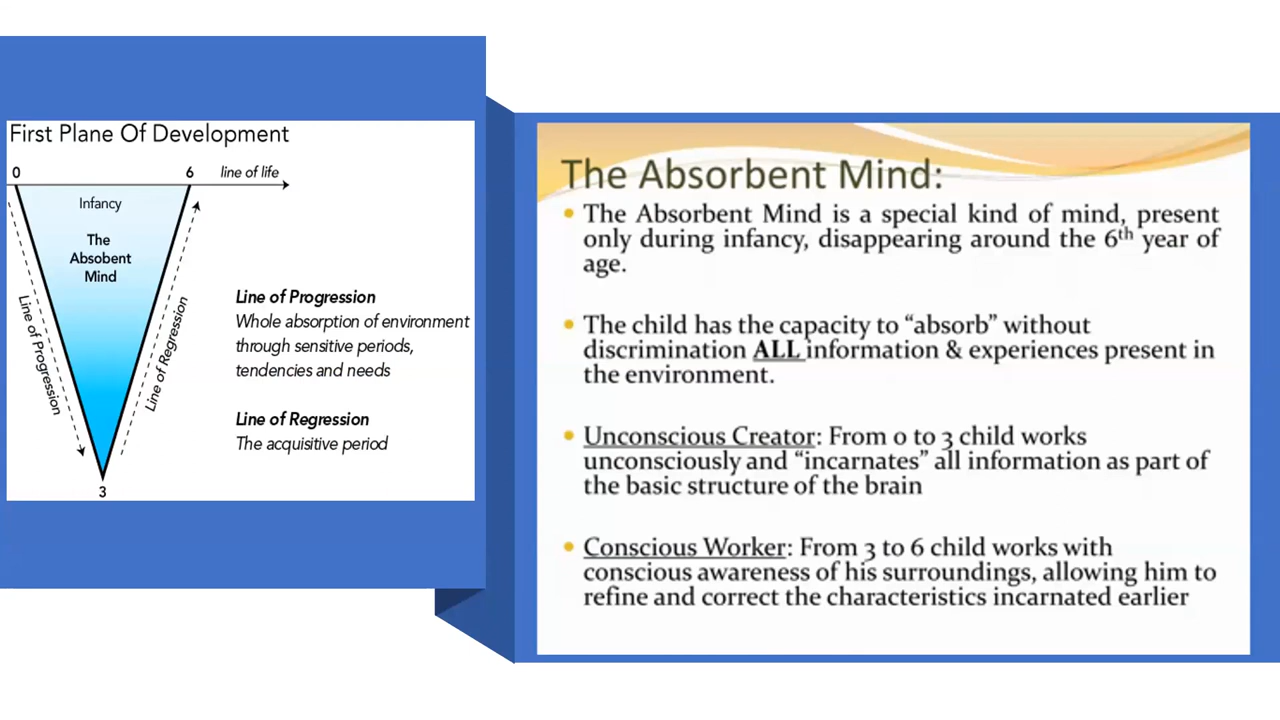 First Plane Of Development
0
6
line of life
Infancy
The
Absobent
Mind
Line of Progression
Line of Regression
3
Line of Progression
Whole absorption of environment
through sensitive periods,
tendencies and needs
Line of Regression
The acquisitive period
The Absorbent Mind:
• The Absorbent Mind is a special kind of mind, present
only during infancy, disappearing around the 6th year of
age.
• The child has the capacity to “absorb” without
discrimination ALL information & experiences present in
the environment.
• Unconscious Creator: From 0 to 3 child works
unconsciously and “incarnates” all information as part of
the basic structure of the brain
• Conscious Worker: From 3 to 6 child works with
conscious awareness of his surroundings, allowing him to
refine and correct the characteristics incarnated earlier